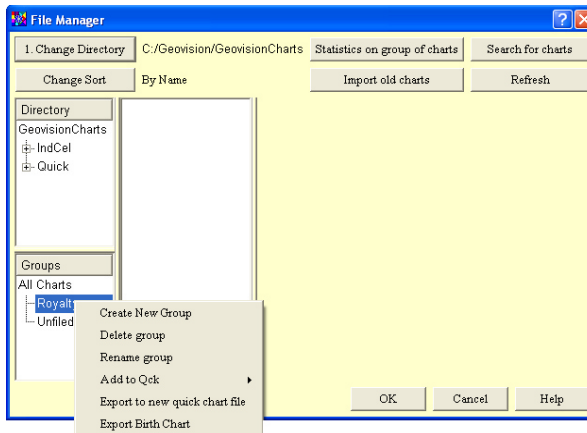 File Manager
1. Change Directory C:/Geovision/GeovisionCharts Statistics on group of charts Search for charts
Change Sort By Name Import old charts Refresh
Directory
GeovisionCharts
IndCel
Quick
Groups
All Charts
Unfiled
Create New Group
Delete group
Rename group
Add to Qck
Export to new quick chart file
Export Birth Chart
OK Cancel Help